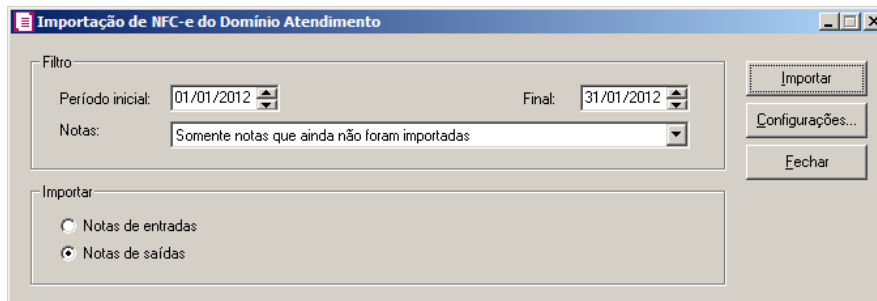 Importação de NFC-e do Domínio Atendimento
Filtro
Período inicial: 01/01/2012 Final: 31/01/2012
Notas: Somente notas que ainda não foram importadas
Importar
Configurações...
Fechar
Importar
Notas de entradas
Notas de saídas